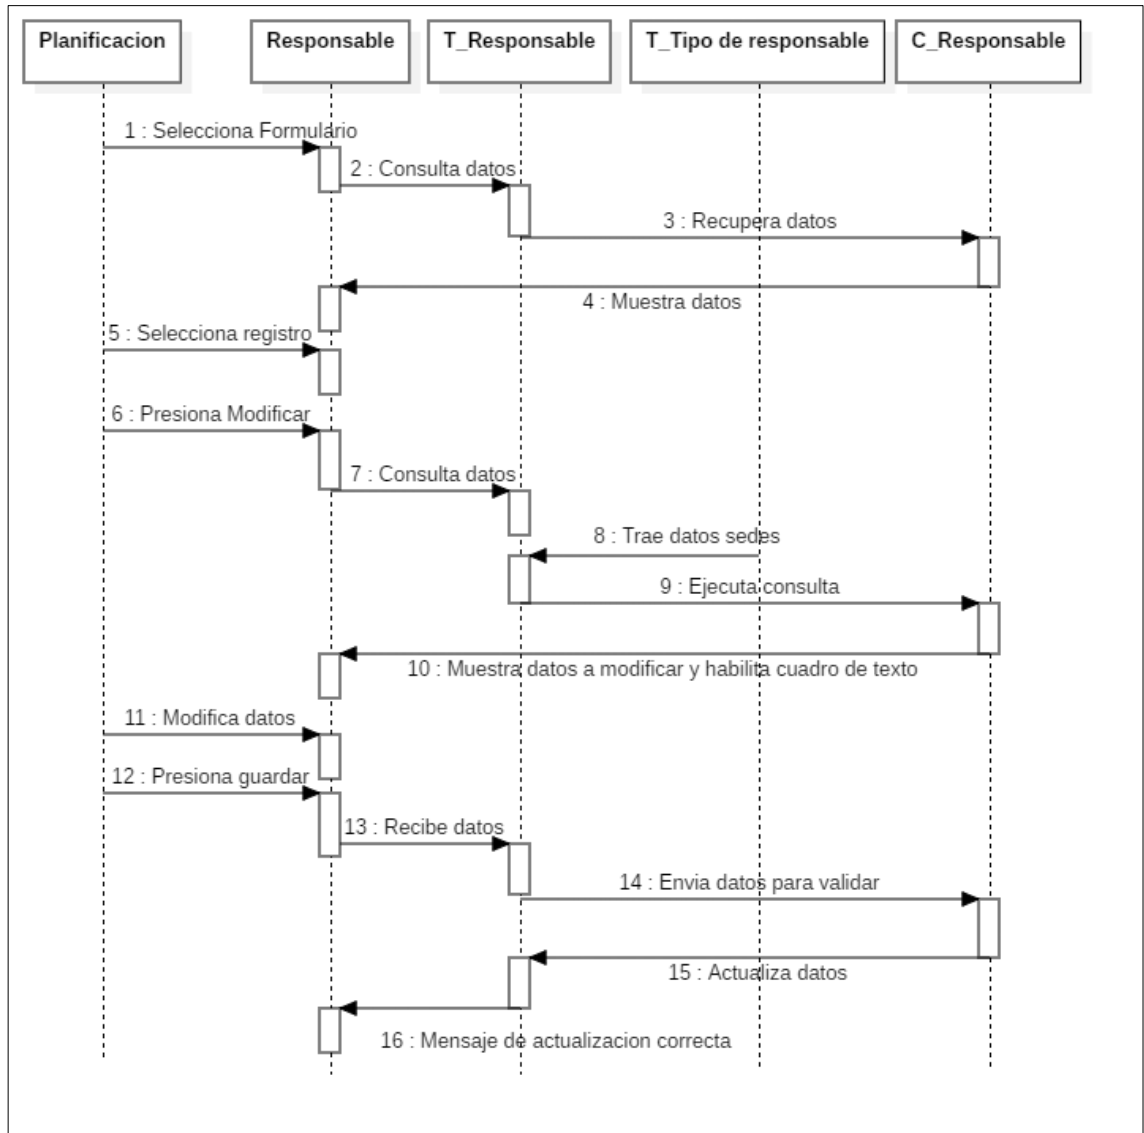 Planificacion
Responsable
T_Responsable
T_Tipo de responsable
C_Responsable
1 : Selecciona Formulario
2 : Consulta datos
3 : Recupera datos
4 : Muestra datos
5 : Selecciona registro
6 : Presiona Modificar
7 : Consulta datos
8 : Trae datos sedes
9 : Ejecuta consulta
10 : Muestra datos a modificar y habilita cuadro de texto
11 : Modifica datos
12 : Presiona guardar
13 : Recibe datos
14 : Envia datos para validar
15 : Actualiza datos
16 : Mensaje de actualizacion correcta